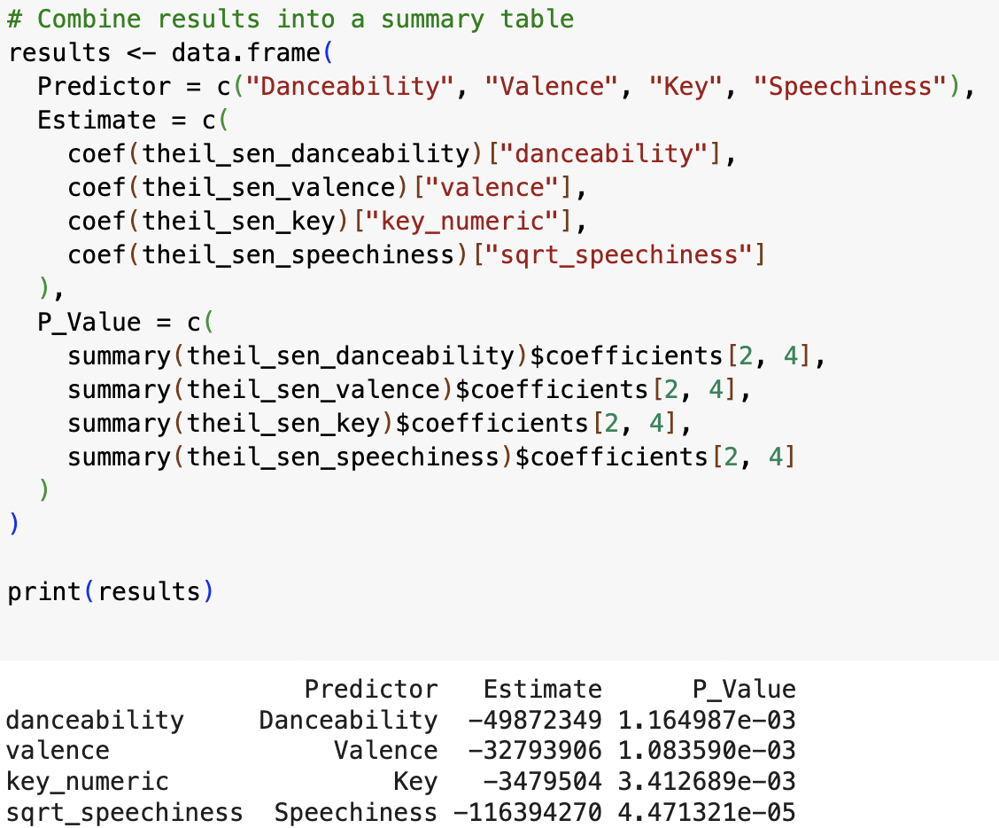 # Combine results into a summary table
results <- data.frame(
  Predictor = c("Danceability", "Valence", "Key", "Speechiness"),
  Estimate = c(
    coef(theil_sen_danceability)["danceability"],
    coef(theil_sen_valence)["valence"],
    coef(theil_sen_key)["key_numeric"],
    coef(theil_sen_speechiness)["sqrt_speechiness"]
  ),
  P_Value = c(
    summary(theil_sen_danceability)$coefficients[2, 4],
    summary(theil_sen_valence)$coefficients[2, 4],
    summary(theil_sen_key)$coefficients[2, 4],
    summary(theil_sen_speechiness)$coefficients[2, 4]
  )
)
print(results)
                    Predictor   Estimate      P_Value
danceability     Danceability  -49872349 1.164987e-03
valence               Valence  -32793906 1.083590e-03
key_numeric               Key   -3479504 3.412689e-03
sqrt_speechiness  Speechiness -116394270 4.471321e-05